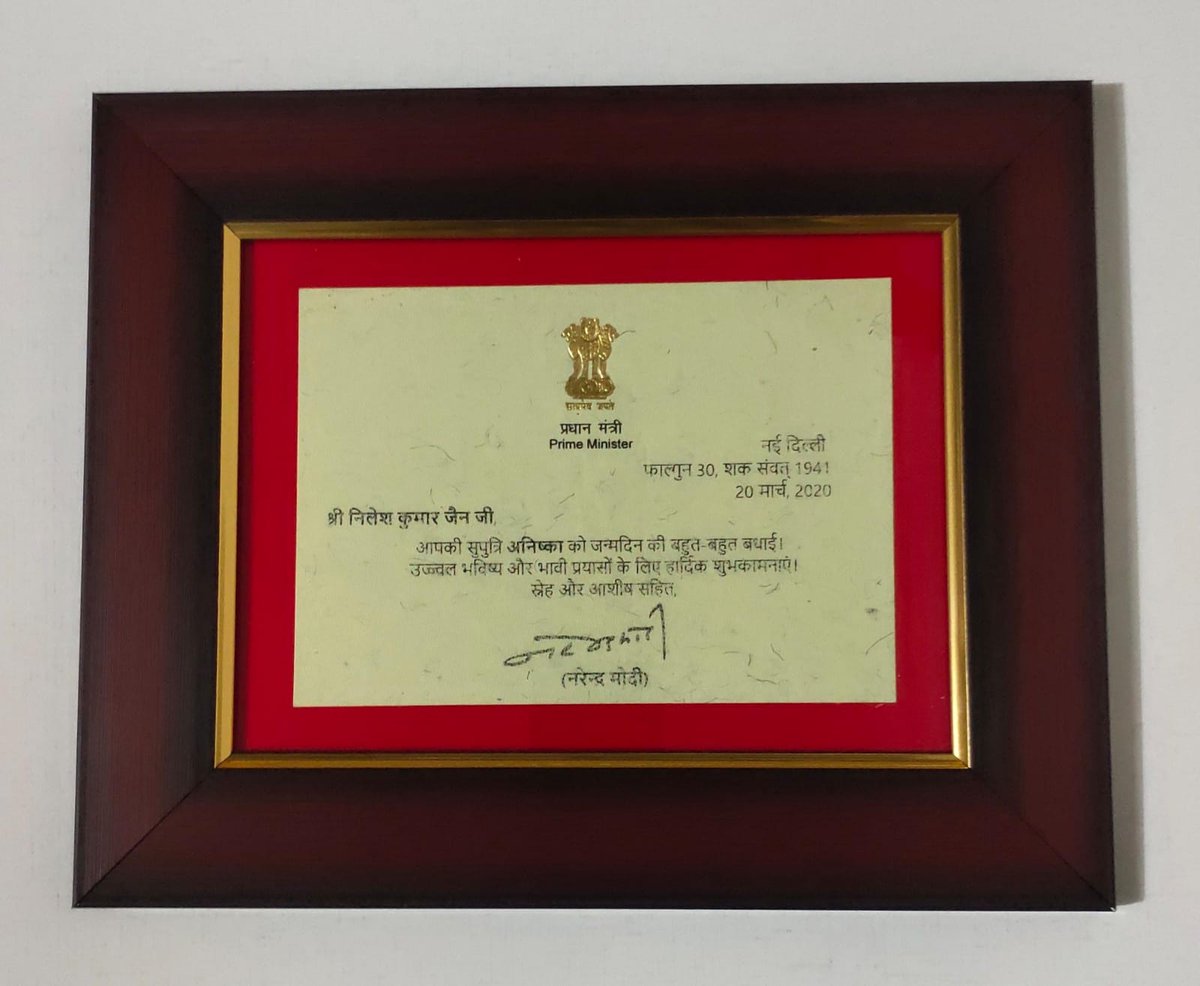 सत्यमेव जयते
प्रधान मंत्री
Prime Minister
नई दिल्ली
फाल्गुन 30, शक संवत् 1941
20 मार्च, 2020
श्री निलेश कुमार जैन जी,
आपकी सुपुत्रि अनिष्का को जन्मदिन की बहुत-बहुत बधाई!
उज्ज्वल भविष्य और भावी प्रयासों के लिए हार्दिक शुभकामनाएं!
स्नेह और आशीष सहित,
(नरेन्द्र मोदी)